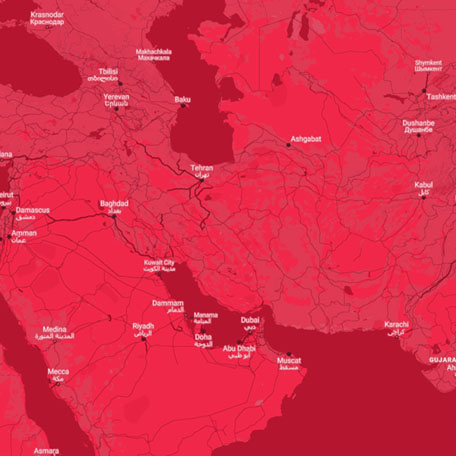 Krasnodar
Краснодар
Makhachkala
Махачкала
Shymkent
Шымкент
Tbilisi
თბილისი
Tashkent
Yerevan
Երևան
Baku
Dushanbe
Душанбе
Ashgabat
Tehran
تهران
Kabul
کابل
Damascus
دمشق
Baghdad
بغداد
Amman
عمان
Kuwait City
مدينة الكويت
Dammam
الدمام
Manama
المنامة
Medina
المدينة المنورة
Riyadh
الرياض
Doha
الدوحة
Dubai
دبي
Abu Dhabi
أبو ظبي
Karachi
کراچی
Muscat
مسقط
Mecca
مكة
GUJARA
Ah
Asmara